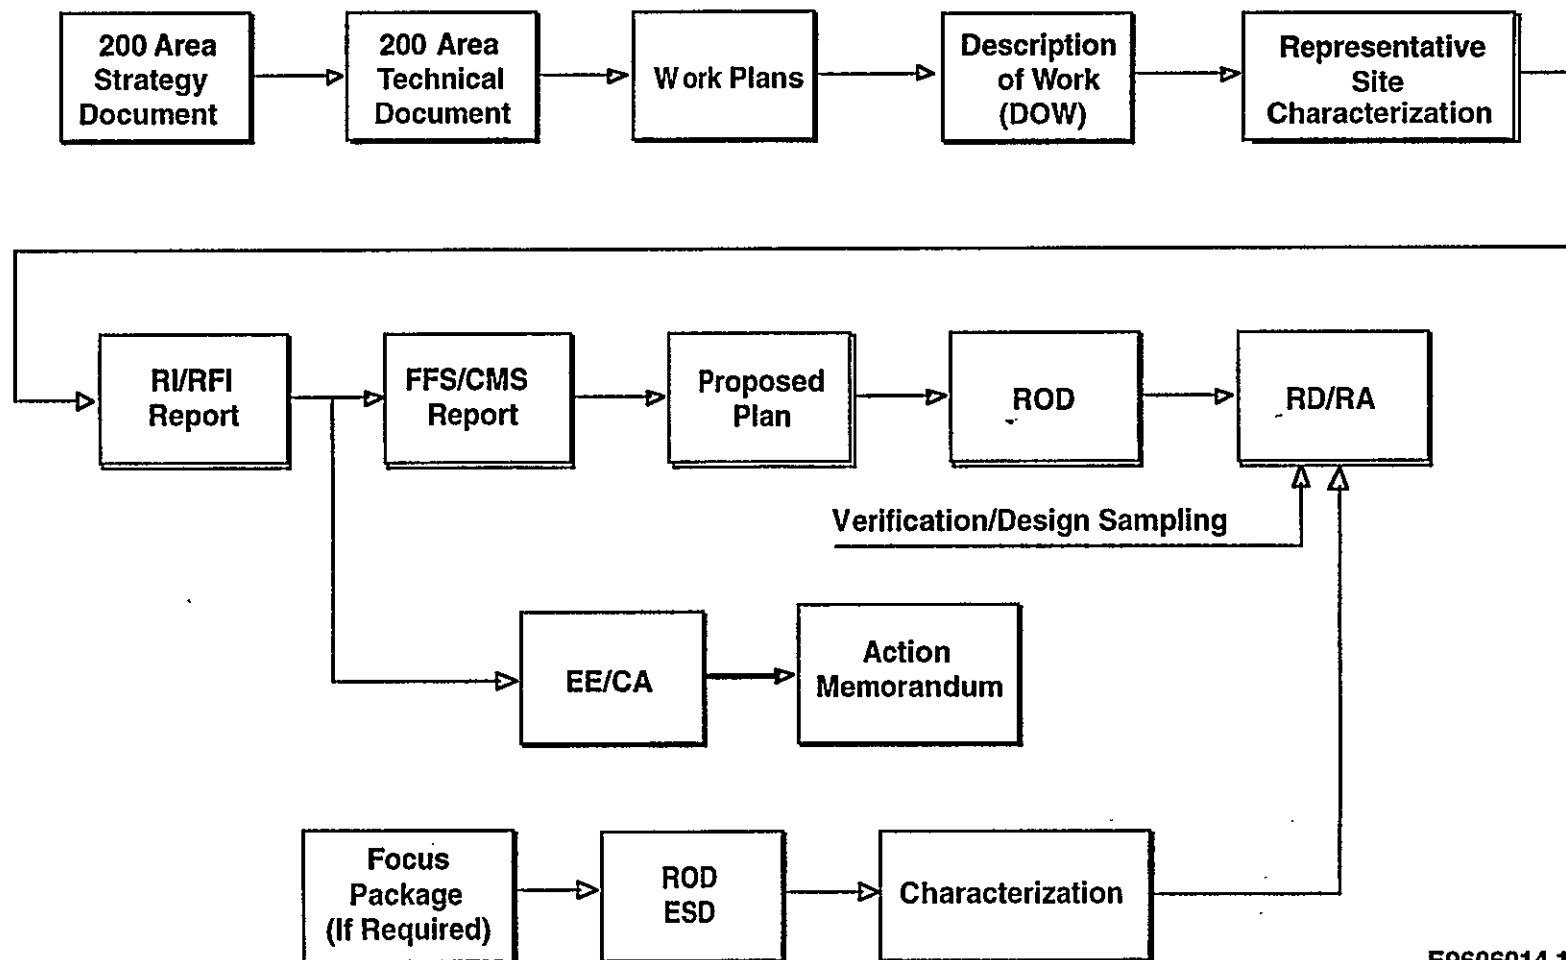 200 Area
Strategy
Document
200 Area
Technical
Document
Work Plans
Description
of Work
(DOW)
Representative
Site
Characterization
RI/RFI
Report
FFS/CMS
Report
Proposed
Plan
ROD
RD/RA
Verification/Design Sampling
EE/CA
Action
Memorandum
Focus
Package
(If Required)
ROD
ESD
Characterization